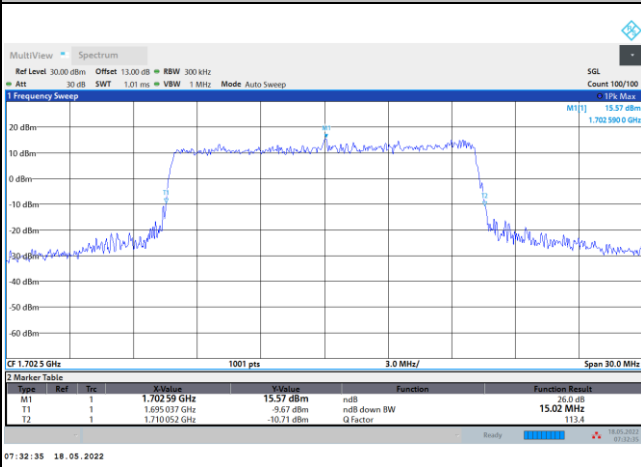 MultiView Spectrum
Ref Level 30.00 dBm Offset 13.00 dB RBW 300 kHz SGL
Att 30 dB SWT 1.01 ms VBW 1 MHz Mode Auto Sweep Count 100/100
1 Frequency Sweep 1Pk Max
M1[1] 15.57 dBm
1.702 590 0 GHz
20 dBm
M1
10 dBm
0 dBm
T1
T2
-10 dBm
-20 dBm
-30 dBm
-40 dBm
-50 dBm
-60 dBm
CF 1.702 5 GHz 1001 pts 3.0 MHz/ Span 30.0 MHz
2 Marker Table
Type Ref Trc X-Value Y-Value Function Function Result
M1 1 1.702 59 GHz 15.57 dBm ndB 26.0 dB
T1 1 1.695 037 GHz -9.67 dBm ndB down BW 15.02 MHz
T2 1 1.710 052 GHz -10.71 dBm Q Factor 113.4
Ready 18.05.2022
07:32:35
07:32:35 18.05.2022